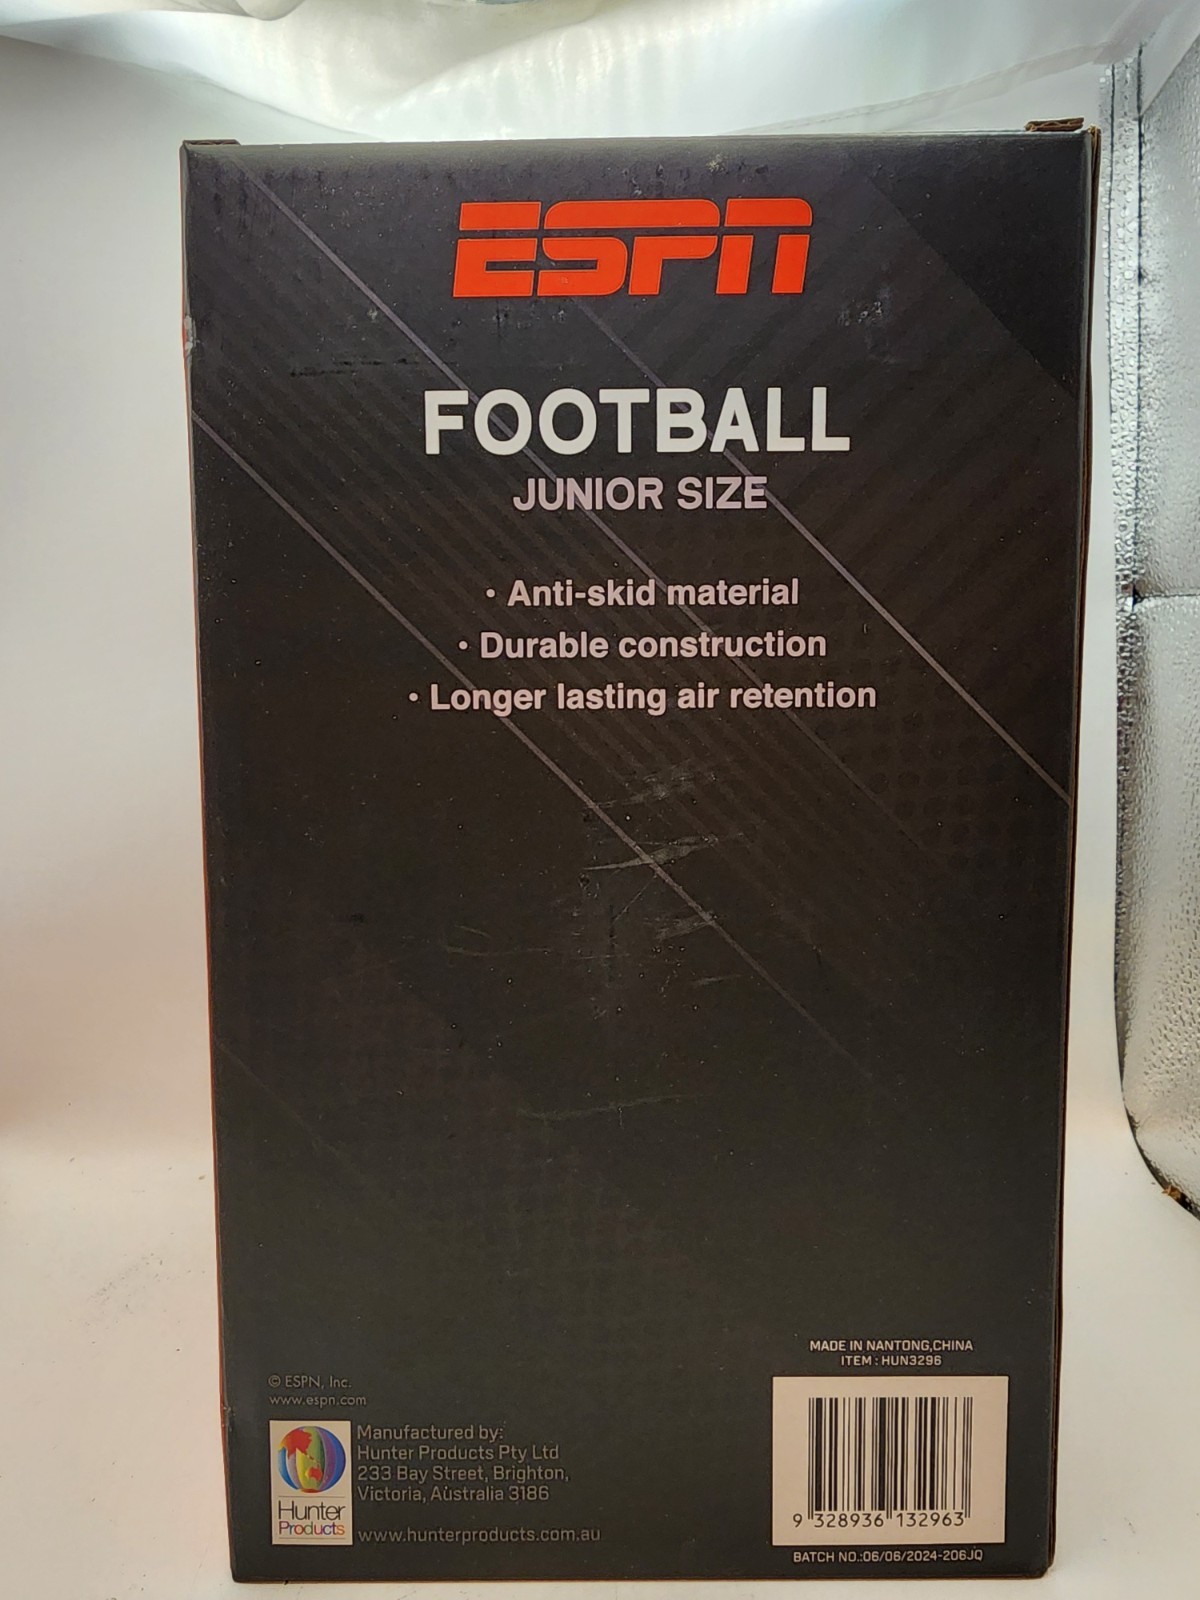 ESPN
FOOTBALL
JUNIOR SIZE
• Anti-skid material
• Durable construction
• Longer lasting air retention
MADE IN NANTONG,CHINA
ITEM : HUN3296
© ESPN, Inc.
www.espn.com
Manufactured by:
Hunter Products Pty Ltd
233 Bay Street, Brighton,
Victoria, Australia 3186
Hunter
Products
www.hunterproducts.com.au
9 328936 132963
BATCH NO.:06/06/2024-206JQ